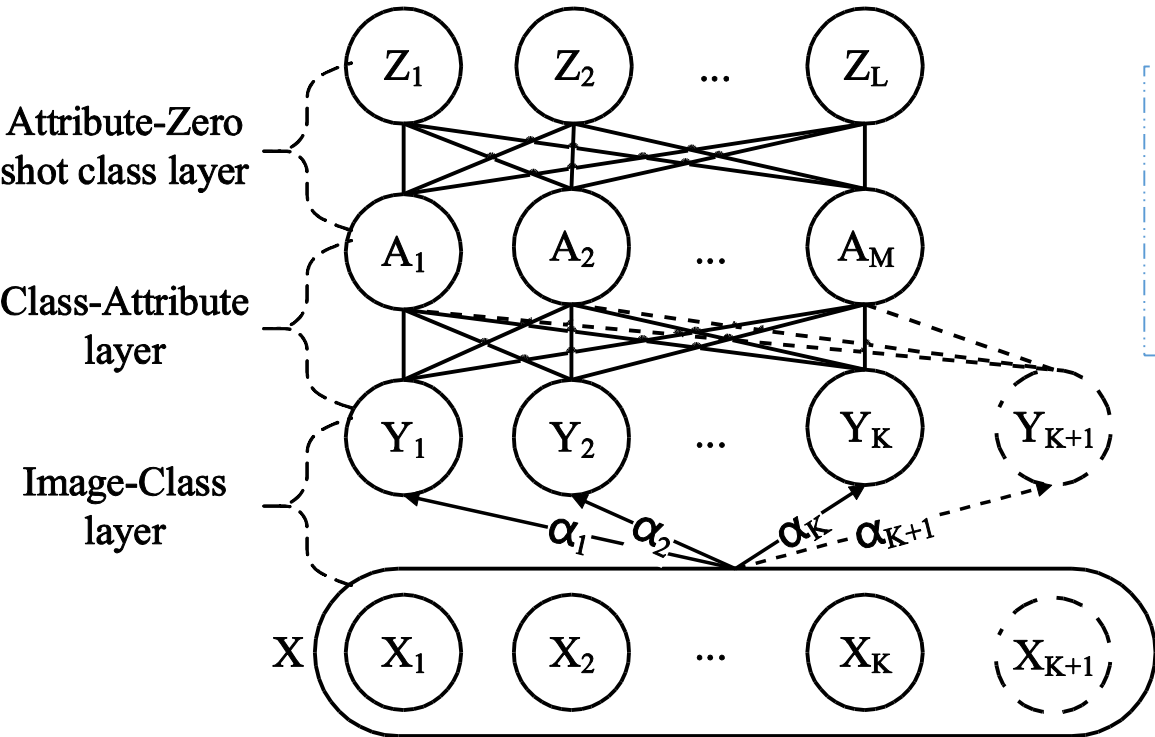 Z1 Z2 ... ZL
Attribute-Zero
shot class layer
A1 A2 ... AM
Class-Attribute
layer
Y1 Y2 ... YK YK+1
Image-Class
layer
α1 α2 αK αK+1
X X1 X2 ... XK XK+1